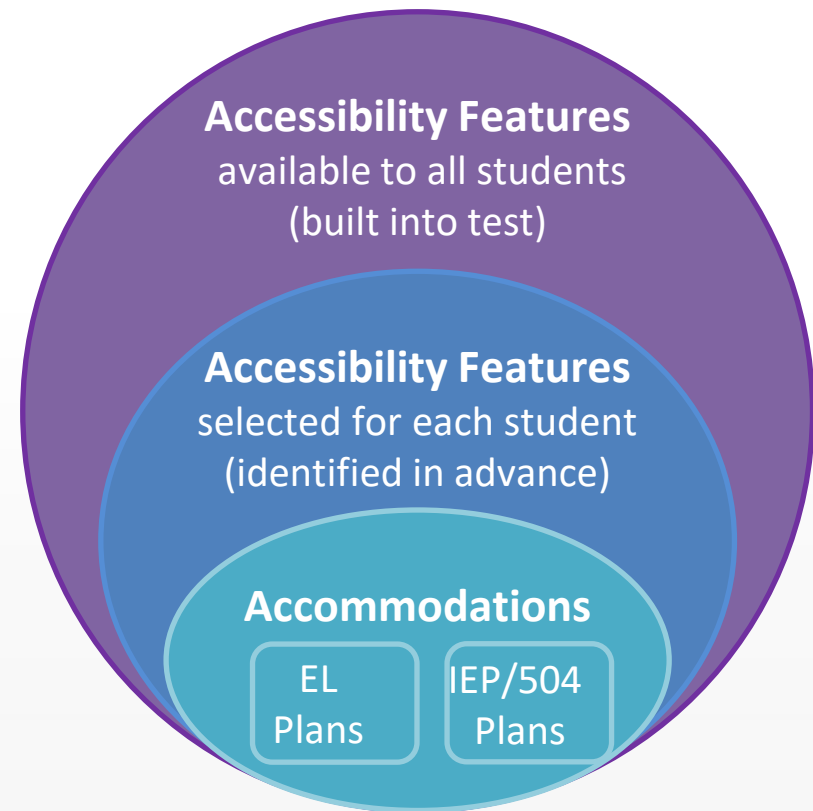 Accessibility Features
available to all students
(built into test)
Accessibility Features
selected for each student
(identified in advance)
Accommodations
EL
Plans
IEP/504
Plans